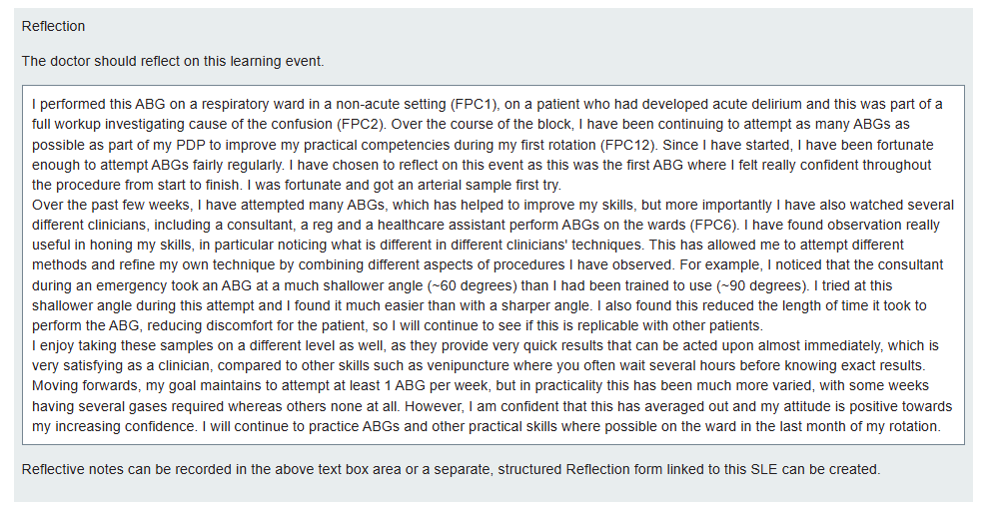 Reflection
The doctor should reflect on this learning event.
I performed this ABG on a respiratory ward in a non-acute setting (FPC1), on a patient who had developed acute delirium and this was part of a
full workup investigating cause of the confusion (FPC2). Over the course of the block, I have been continuing to attempt as many ABGs as
possible as part of my PDP to improve my practical competencies during my first rotation (FPC12). Since I have started, I have been fortunate
enough to attempt ABGs fairly regularly. I have chosen to reflect on this event as this was the first ABG where I felt really confident throughout
the procedure from start to finish. I was fortunate and got an arterial sample first try.
Over the past few weeks, I have attempted many ABGs, which has helped to improve my skills, but more importantly I have also watched several
different clinicians, including a consultant, a reg and a healthcare assistant perform ABGs on the wards (FPC6). I have found observation really
useful in honing my skills, in particular noticing what is different in different clinicians' techniques. This has allowed me to attempt different
methods and refine my own technique by combining different aspects of procedures I have observed. For example, I noticed that the consultant
during an emergency took an ABG at a much shallower angle (~60 degrees) than I had been trained to use (~90 degrees). I tried at this
shallower angle during this attempt and I found it much easier than with a sharper angle. I also found this reduced the length of time it took to
perform the ABG, reducing discomfort for the patient, so I will continue to see if this is replicable with other patients.
I enjoy taking these samples on a different level as well, as they provide very quick results that can be acted upon almost immediately, which is
very satisfying as a clinician, compared to other skills such as venipuncture where you often wait several hours before knowing exact results.
Moving forwards, my goal maintains to attempt at least 1 ABG per week, but in practicality this has been much more varied, with some weeks
having several gases required whereas others none at all. However, I am confident that this has averaged out and my attitude is positive towards
my increasing confidence. I will continue to practice ABGs and other practical skills where possible on the ward in the last month of my rotation.
Reflective notes can be recorded in the above text box area or a separate, structured Reflection form linked to this SLE can be created.